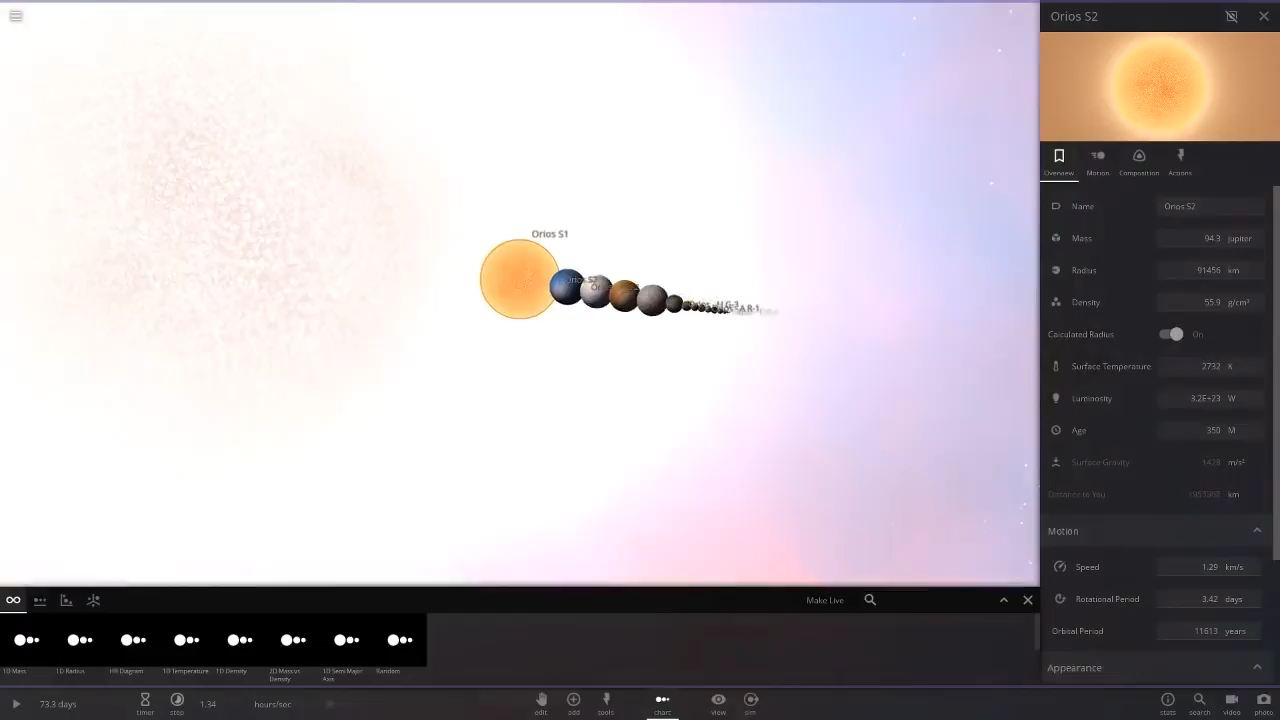 Orios S2
Overview Motion Composition Actions
Name Orios S2
Mass 94.3 jupiter
Radius 91456 km
Density 55.9 g/cm³
Calculated Radius On
Surface Temperature 2732 K
Luminosity 3.2E+23 W
Age 350 M
Surface Gravity 1428 m/s²
Distance to You km
Motion
Speed 1.29 km/s
Rotational Period 3.42 days
Orbital Period 11613 years
Appearance
Orios S1
Make Live
1D Mass
1D Radius
HR Diagram
1D Temperature
1D Density
2D Mass vs
Density
1D Semi Major
Axis
Random
73.3 days
timer
step
1.34 hours/sec
edit
add
tools
chart
view
sim
stats
search
video
photo